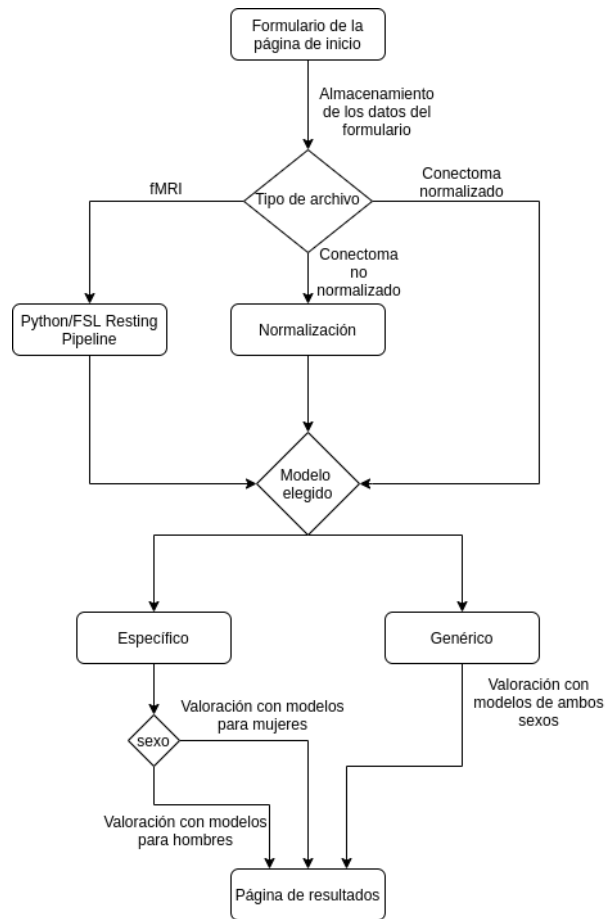 Formulario de la
página de inicio
Almacenamiento
de los datos del
formulario
fMRI
Tipo de archivo
Conectoma
normalizado
Conectoma
no
normalizado
Python/FSL Resting
Pipeline
Normalización
Modelo
elegido
Específico
Genérico
sexo
Valoración con modelos
para mujeres
Valoración con
modelos de ambos
sexos
Valoración con modelos
para hombres
Página de resultados